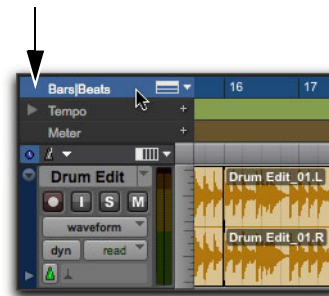 Bars|Beats 16 17
Tempo +
Meter +
Drum Edit Drum Edit_01.L
I S M
waveform
dyn read Drum Edit_01.R